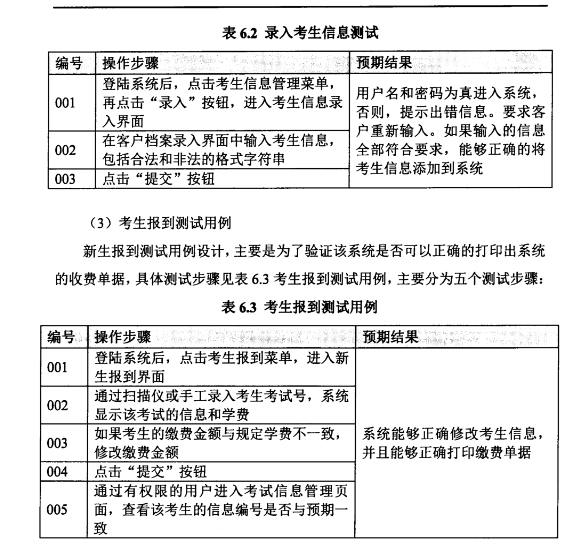 表 6.2 录入考生信息测试
编号 操作步骤 预期结果
001 登陆系统后，点击考生信息管理菜单，
再点击“录入”按钮，进入考生信息录
入界面
002 在客户档案录入界面中输入考生信息，
包括合法和非法的格式字符串
003 点击“提交”按钮
用户名和密码为真进入系统，
否则，提示出错信息。要求客
户重新输入。如果输入的信息
全部符合要求，能够正确的将
考生信息添加到系统
（3）考生报到测试用例
新生报到测试用例设计，主要是为了验证该系统是否可以正确的打印出系统
的收费单据，具体测试步骤见表 6.3 考生报到测试用例，主要分为五个测试步骤：
表 6.3 考生报到测试用例
编号 操作步骤 预期结果
001 登陆系统后，点击考生报到菜单，进入新
生报到界面
002 通过扫描仪或手工录入考生考试号，系统
显示该考试的信息和学费
003 如果考生的缴费金额与规定学费不一致，
修改缴费金额
004 点击“提交”按钮
005 通过有权限的用户进入考试信息管理页
面，查看该考生的信息编号是否与预期一
致
系统能够正确修改考生信息，
并且能够正确打印缴费单据